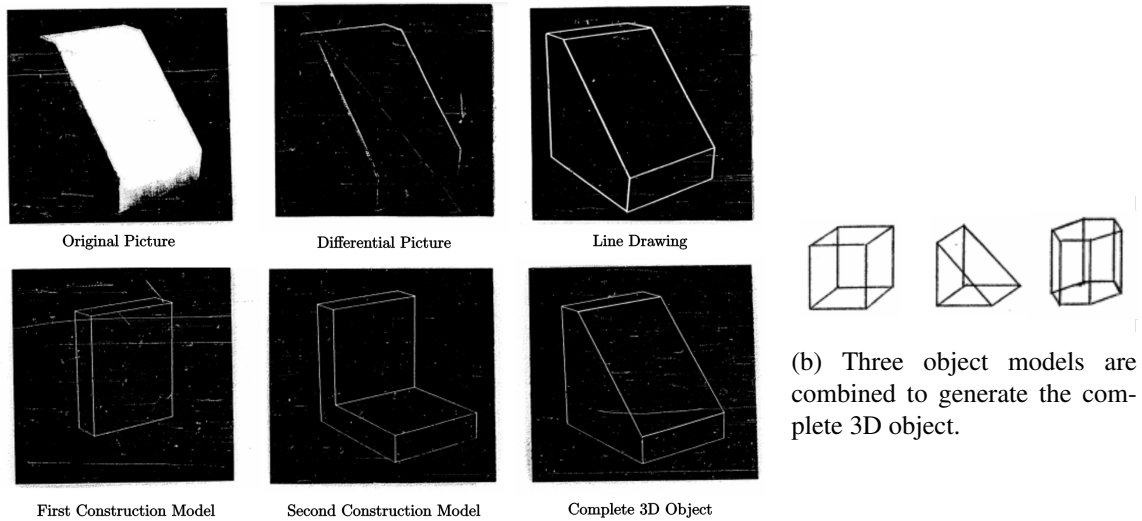 Original Picture
Differential Picture
Line Drawing
First Construction Model
Second Construction Model
Complete 3D Object
(b) Three object models are
combined to generate the com-
plete 3D object.